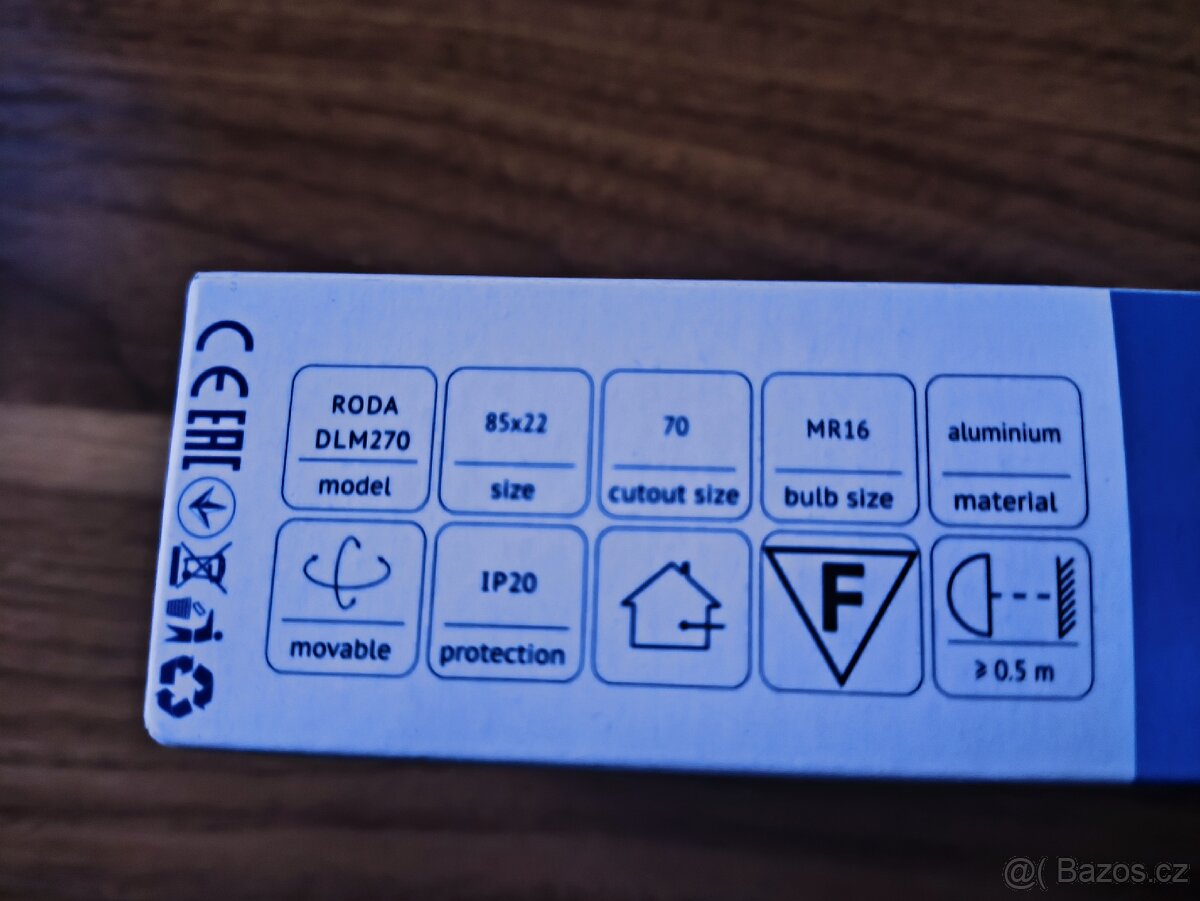 CE
EAC
RODA
DLM270
model
85x22
size
70
cutout size
MR16
bulb size
aluminium
material
movable
IP20
protection
F
⩾ 0.5 m
@( Bazos.cz